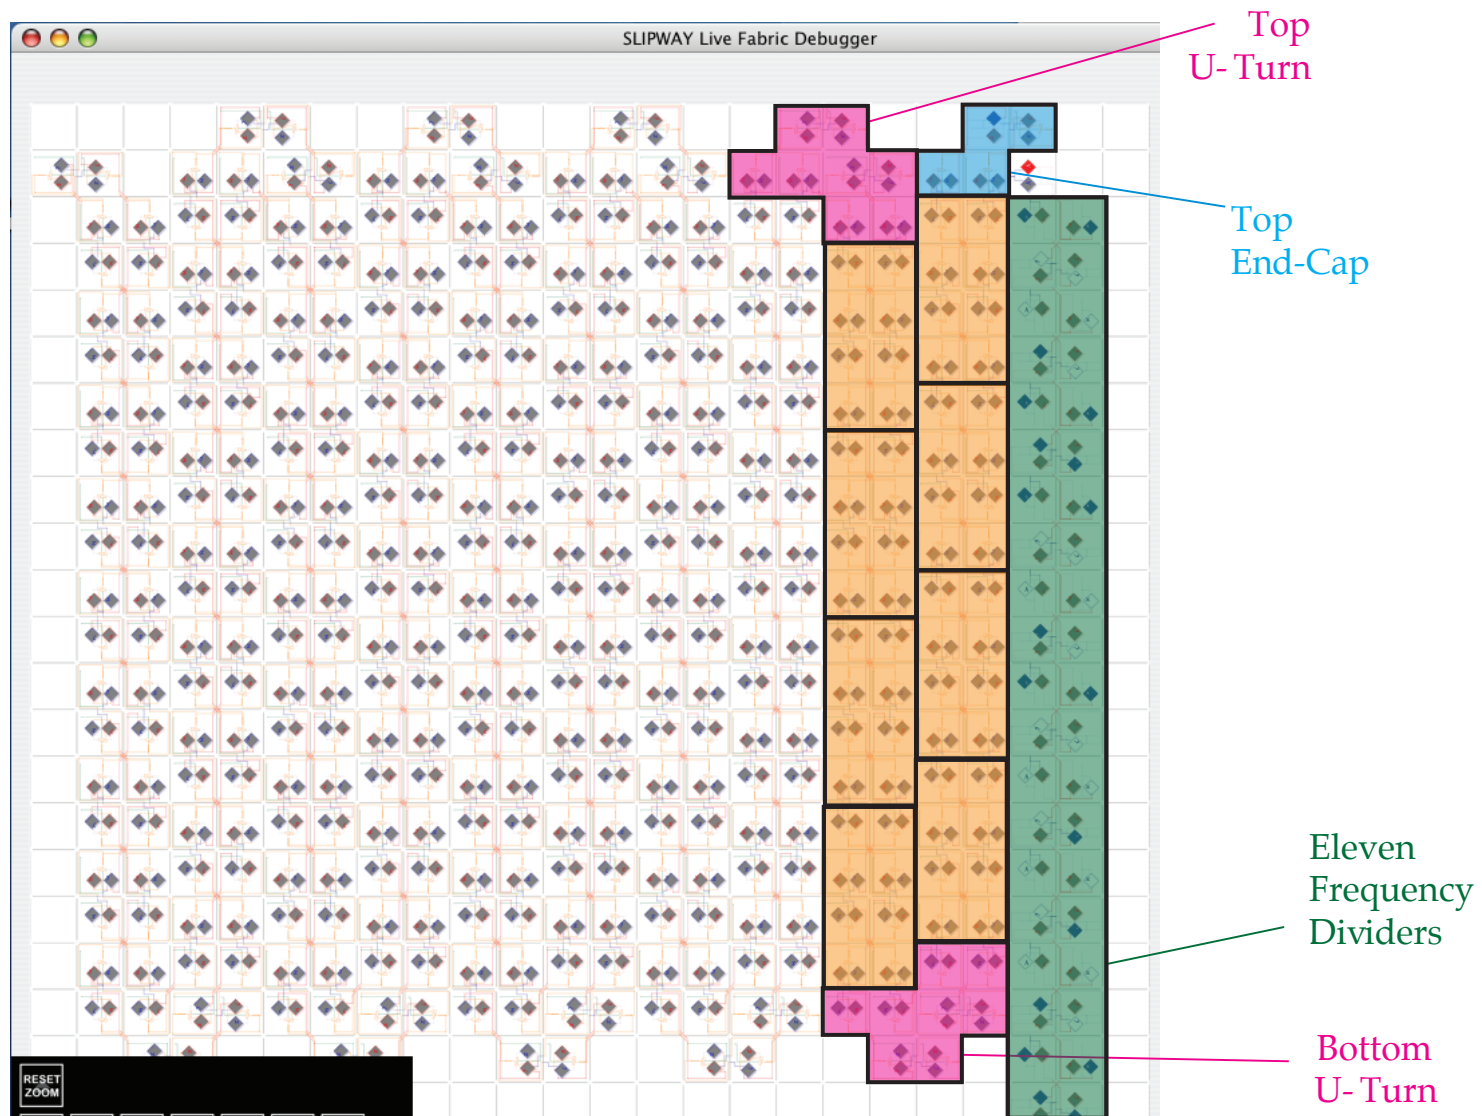 SLIPWAY Live Fabric Debugger
Top
U- Turn
Top
End-Cap
Eleven
Frequency
Dividers
Bottom
U- Turn
RESET
ZOOM